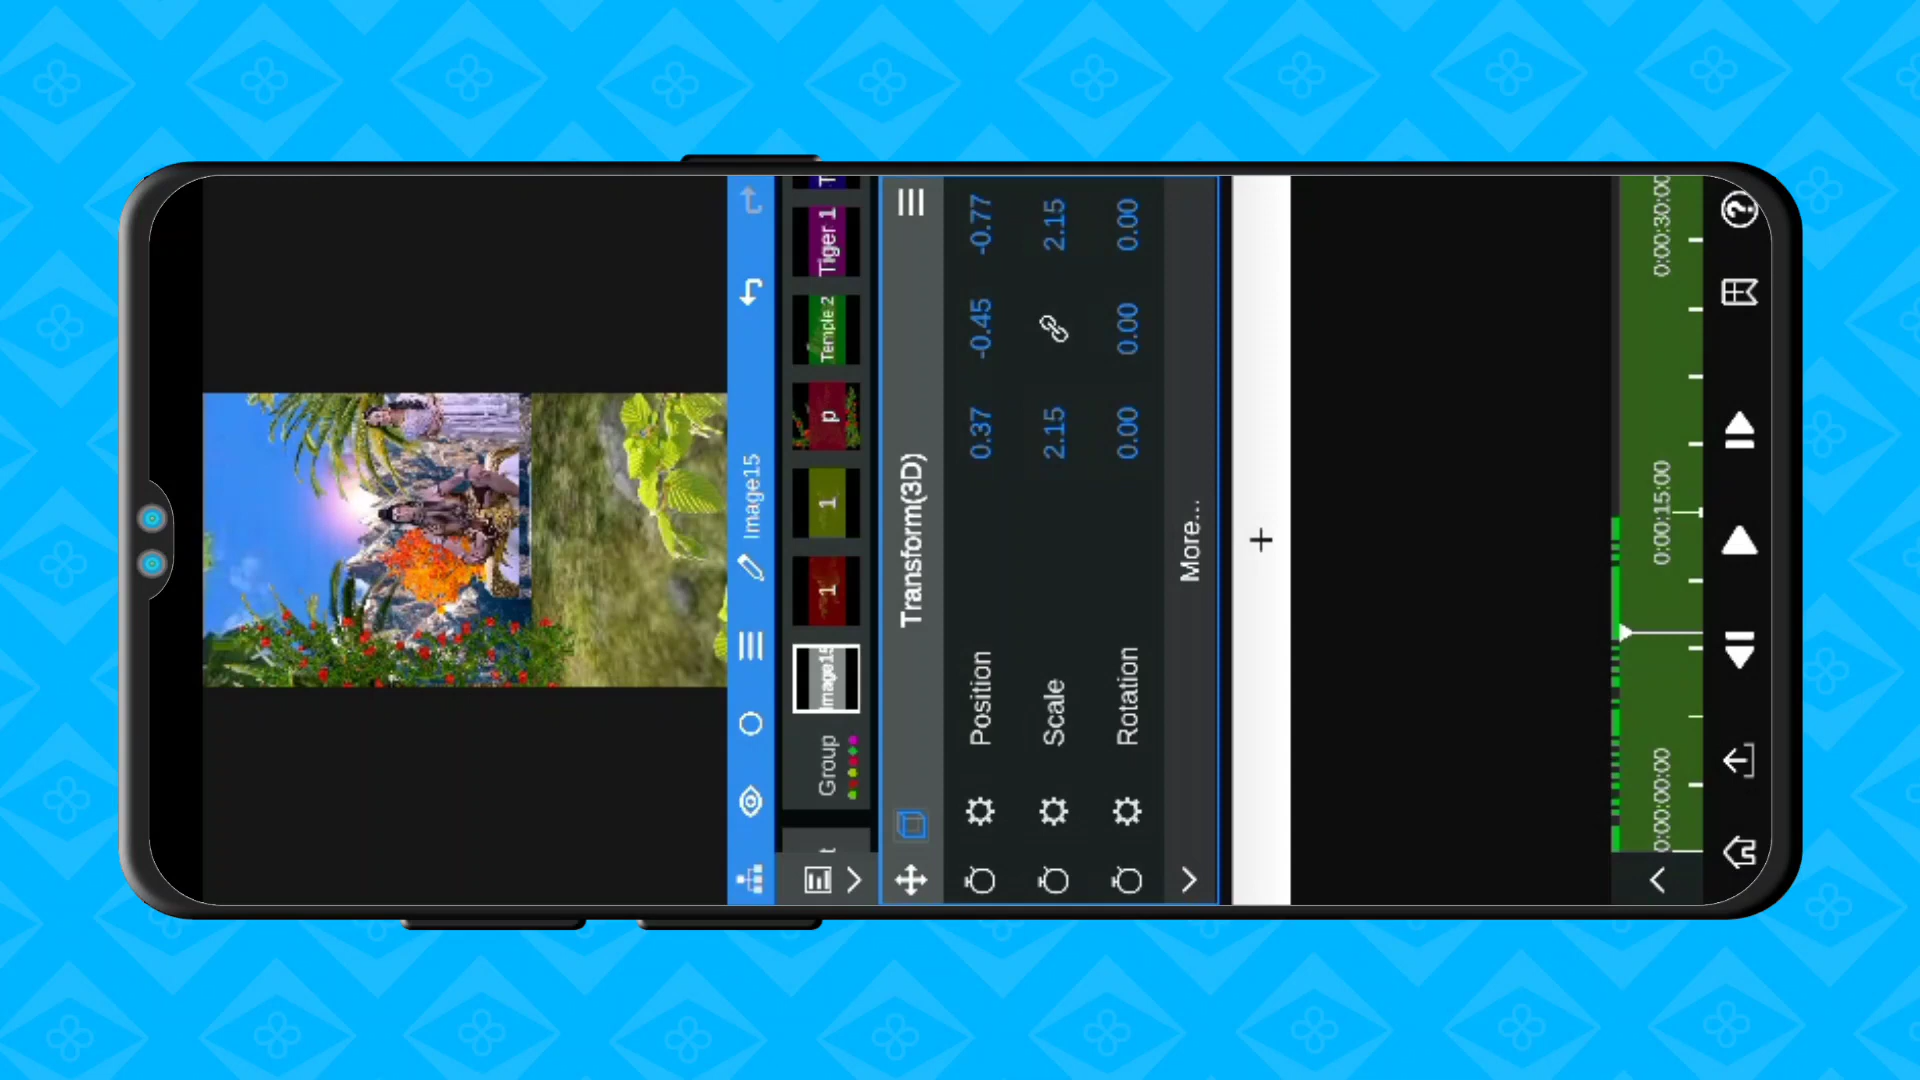 Image15
Group
Image15
1
1
p
Temple 2
Tiger 1
T
Transform(3D)
Position 0.37 -0.45 -0.77
Scale 2.15 2.15
Rotation 0.00 0.00 0.00
More...
+
0:00:00:00 0:00:15:00 0:00:30:00